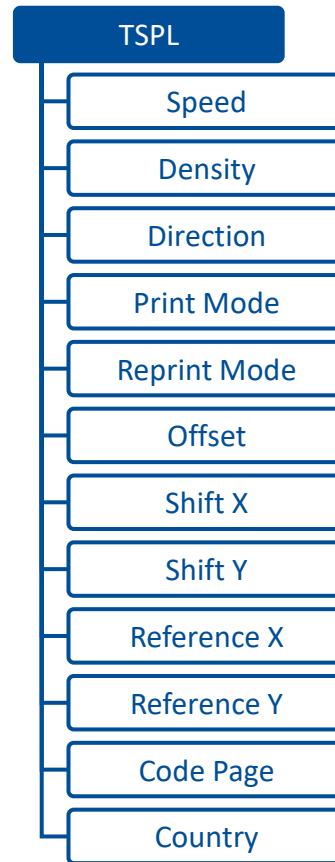 TSPL
Speed
Density
Direction
Print Mode
Reprint Mode
Offset
Shift X
Shift Y
Reference X
Reference Y
Code Page
Country